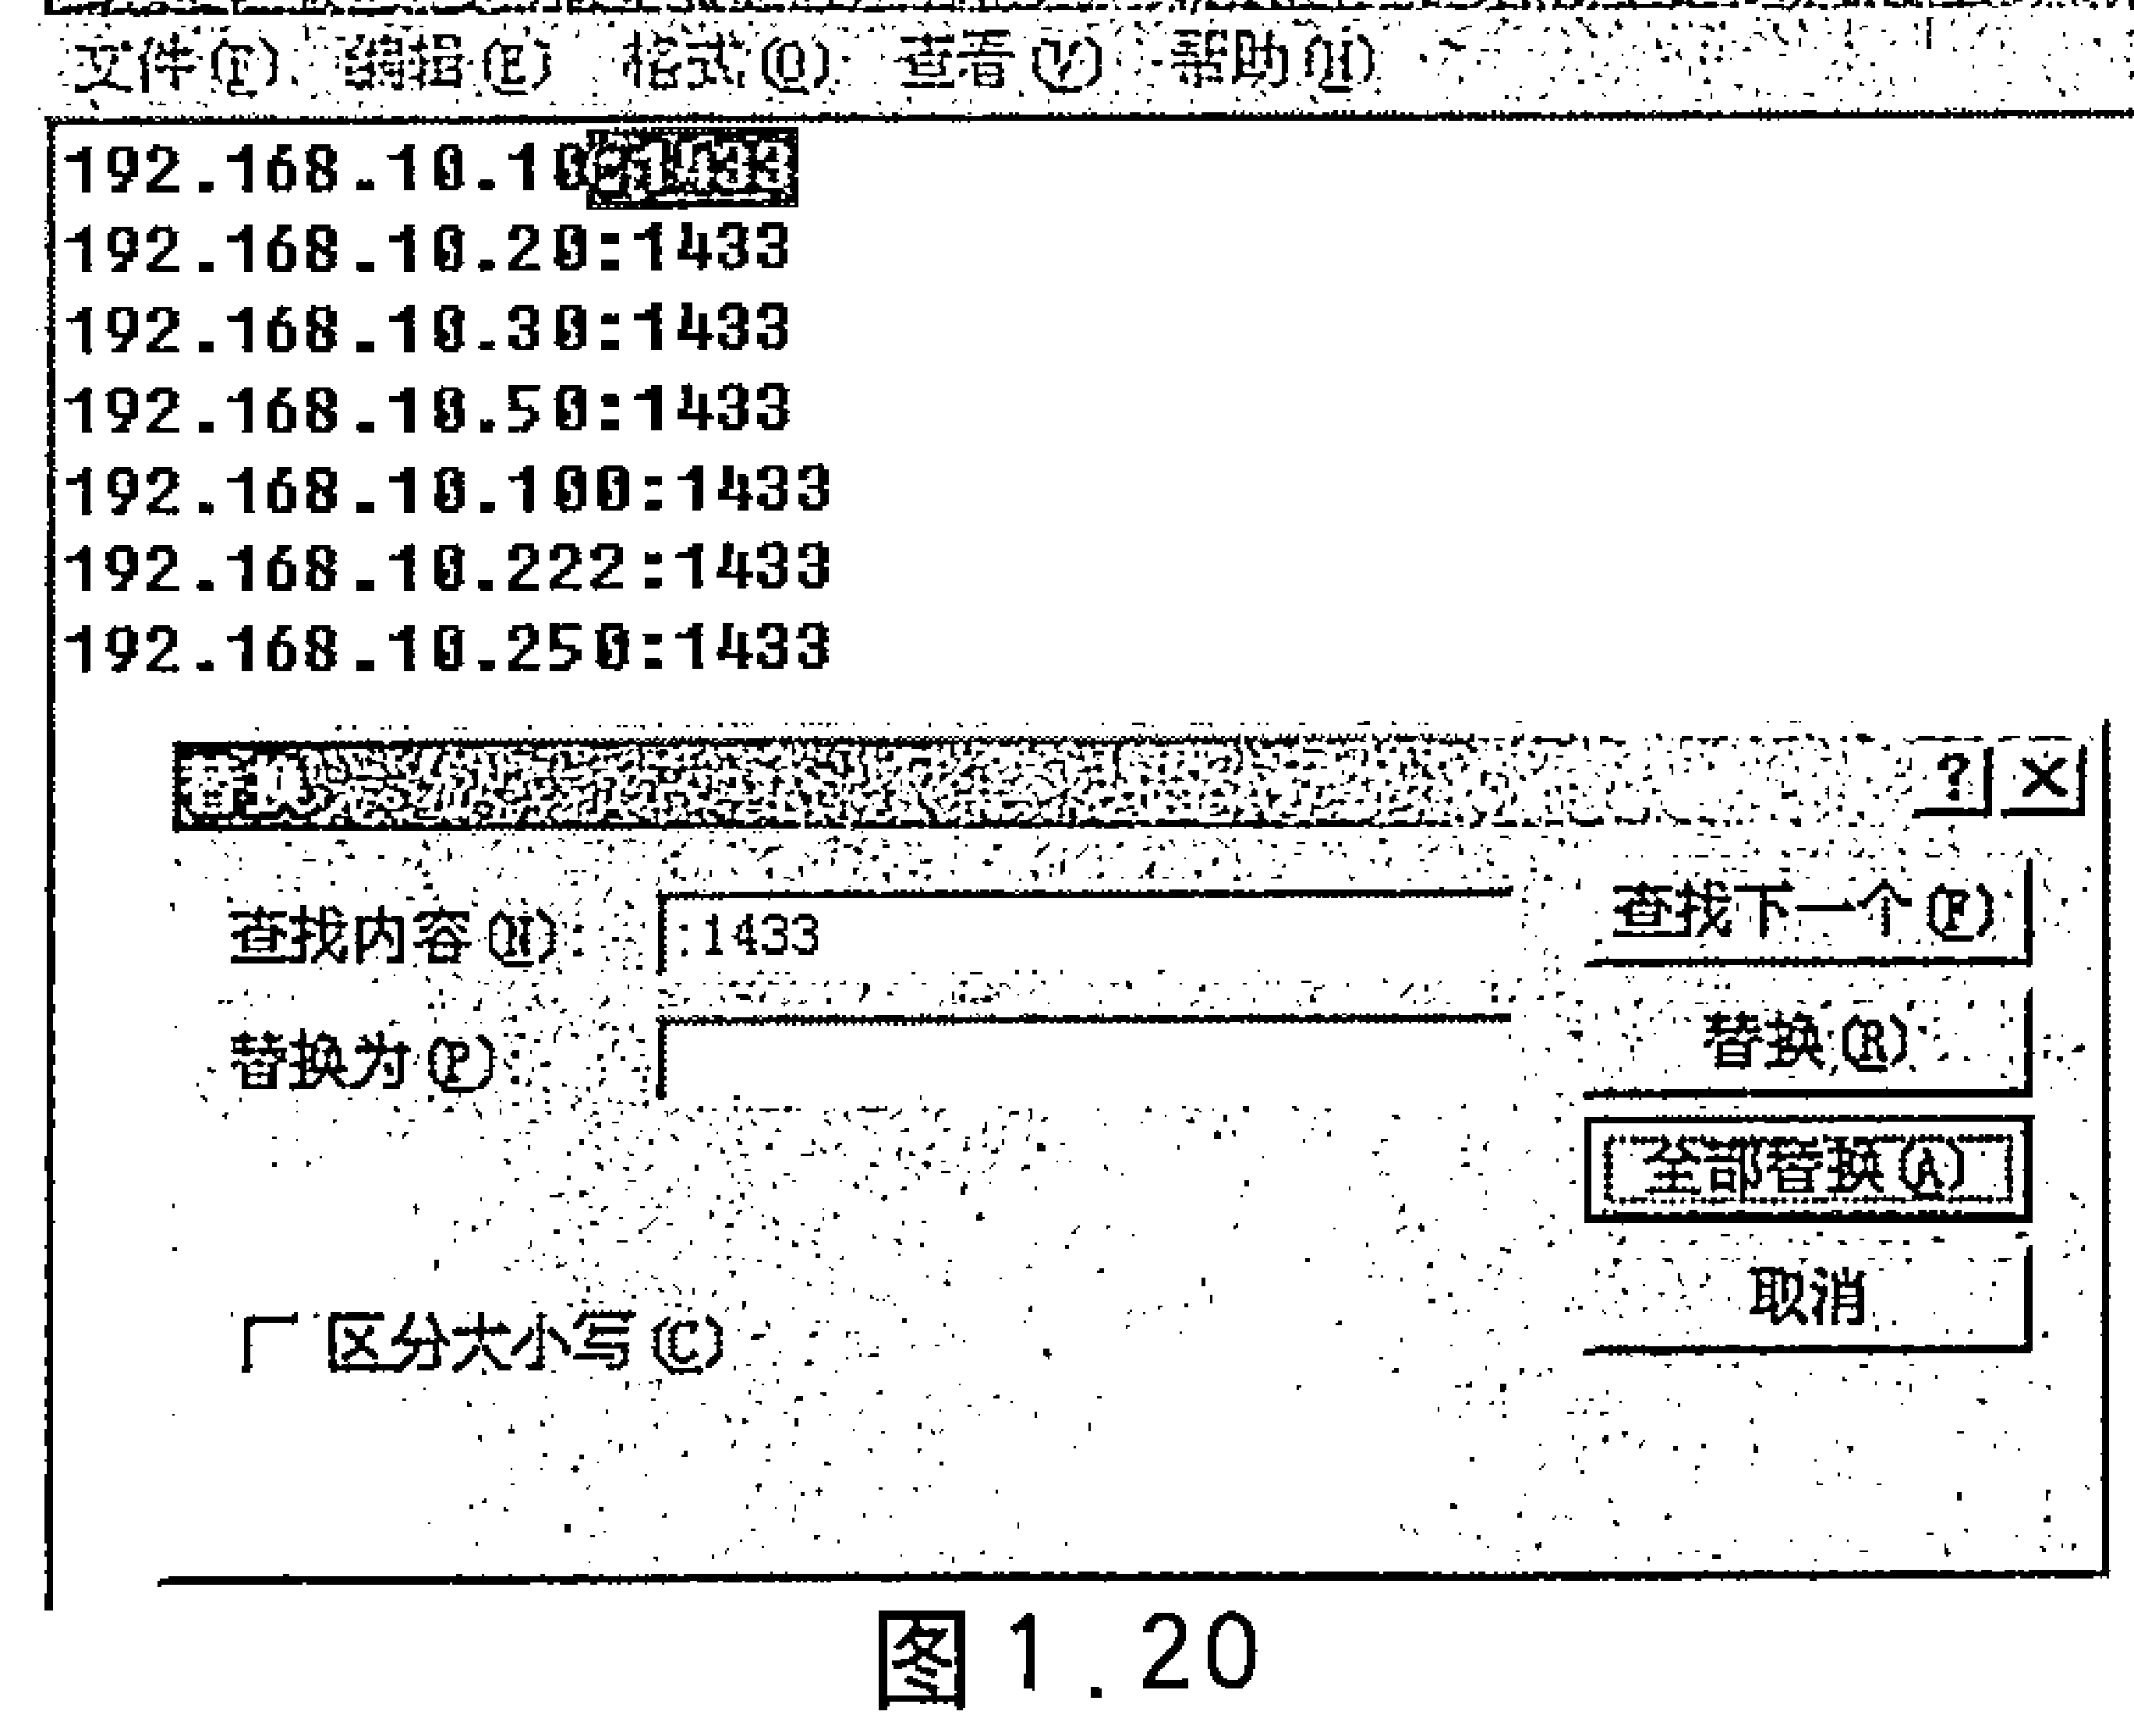 文件(F) 编辑(E) 格式(O) 查看(V) 帮助(H)
192.168.10.10:1433
192.168.10.20:1433
192.168.10.30:1433
192.168.10.50:1433
192.168.10.100:1433
192.168.10.222:1433
192.168.10.250:1433
替换
查找内容(N): :1433 查找下一个(F)
替换为(P) 替换(R)
全部替换(A)
取消
区分大小写(C)
图1.20